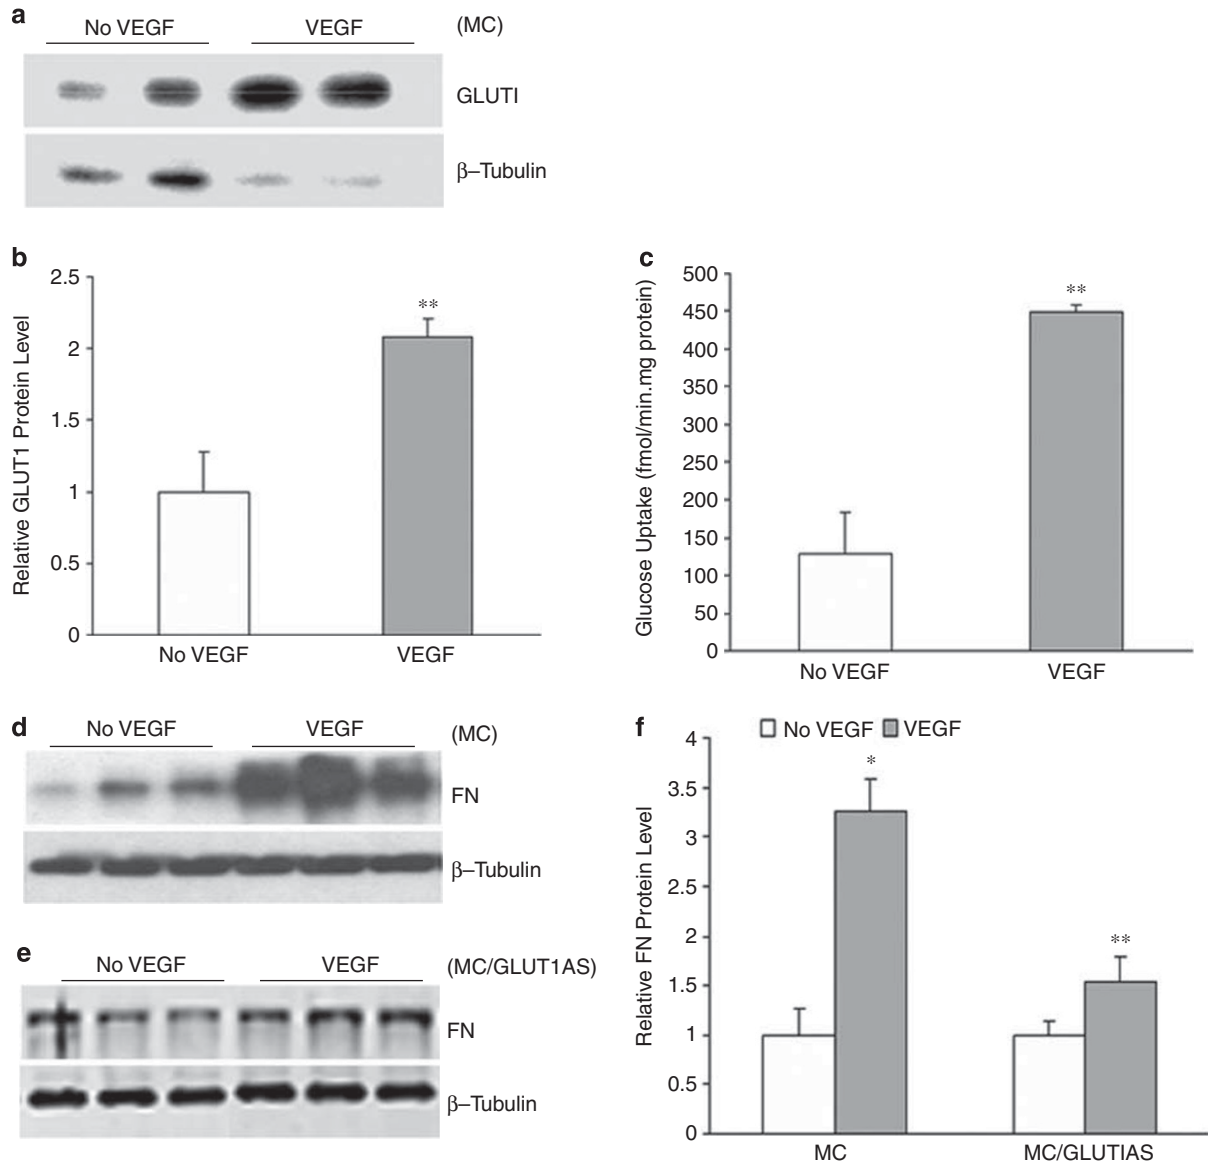 a
No VEGF VEGF (MC)
GLUTI
β–Tubulin
b
2.5
2
1.5
1
0.5
0
Relative GLUT1 Protein Level
**
No VEGF VEGF
c
500
450
400
350
300
250
200
150
100
50
0
Glucose Uptake (fmol/min.mg protein)
**
No VEGF VEGF
d
No VEGF VEGF (MC)
FN
β–Tubulin
e
No VEGF VEGF (MC/GLUT1AS)
FN
β–Tubulin
f
No VEGF VEGF
4
3.5
3
2.5
2
1.5
1
0.5
0
Relative FN Protein Level
*
**
MC MC/GLUTIAS